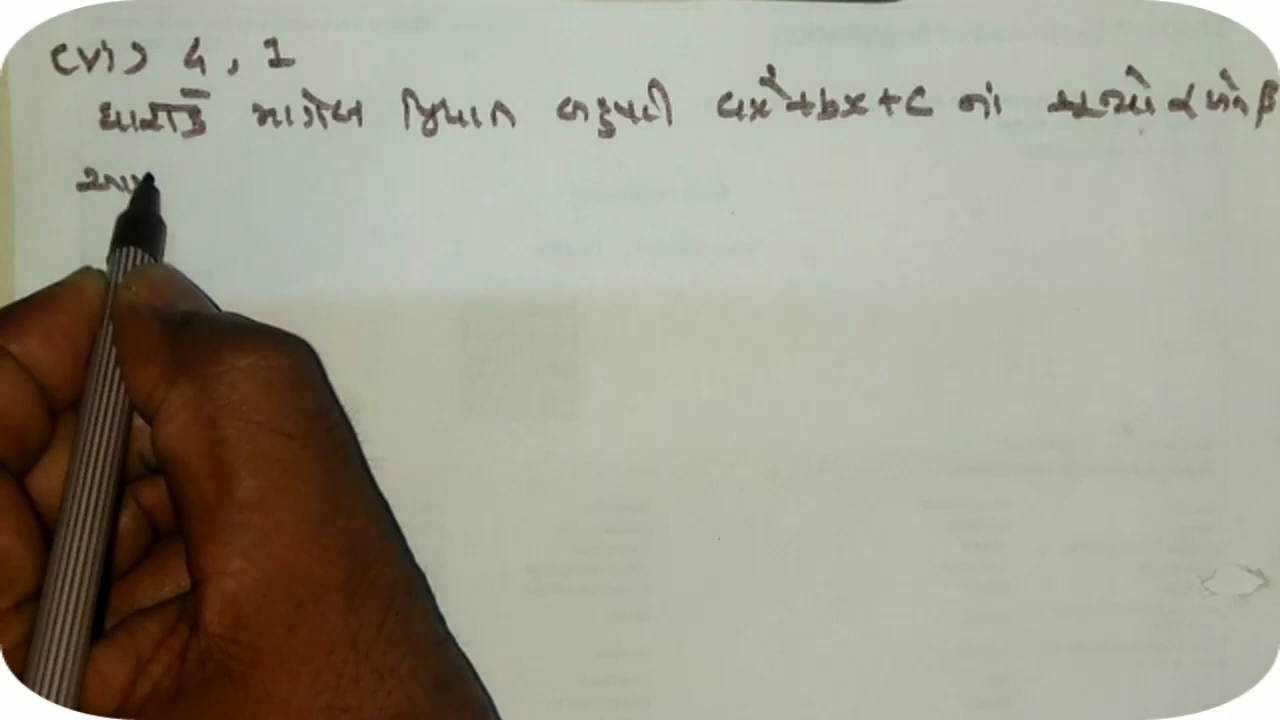 (vi) 4, 1
ધારોકે માંગેલ દ્વિઘાત બહુપદી ax²+bx+c નાં શૂન્યો α અને β